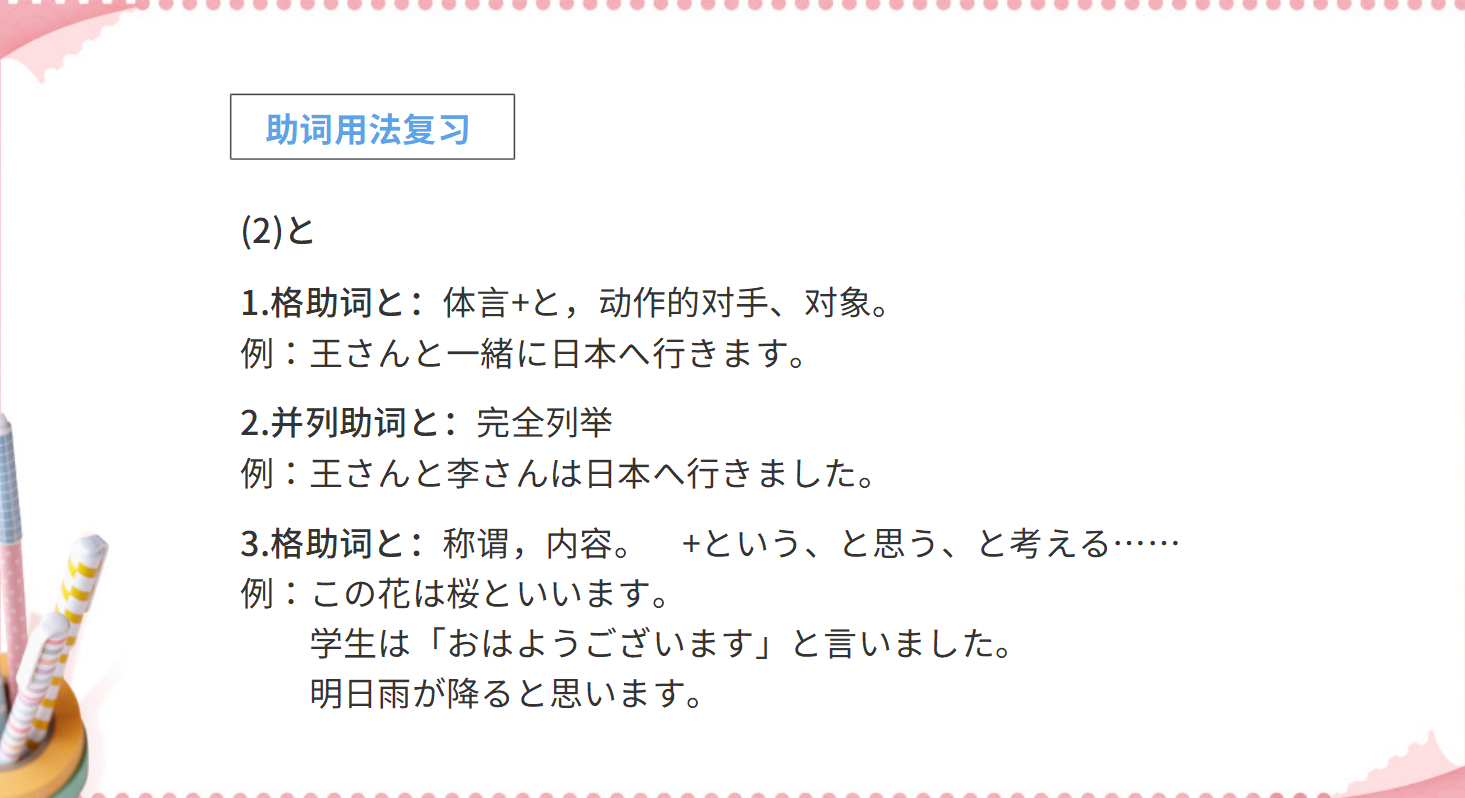 助词用法复习
(2)と
1.格助词と：体言+と，动作的对手、对象。
例：王さんと一緒に日本へ行きます。
2.并列助词と：完全列举
例：王さんと李さんは日本へ行きました。
3.格助词と：称谓，内容。　+という、と思う、と考える……
例：この花は桜といいます。
学生は「おはようございます」と言いました。
明日雨が降ると思います。